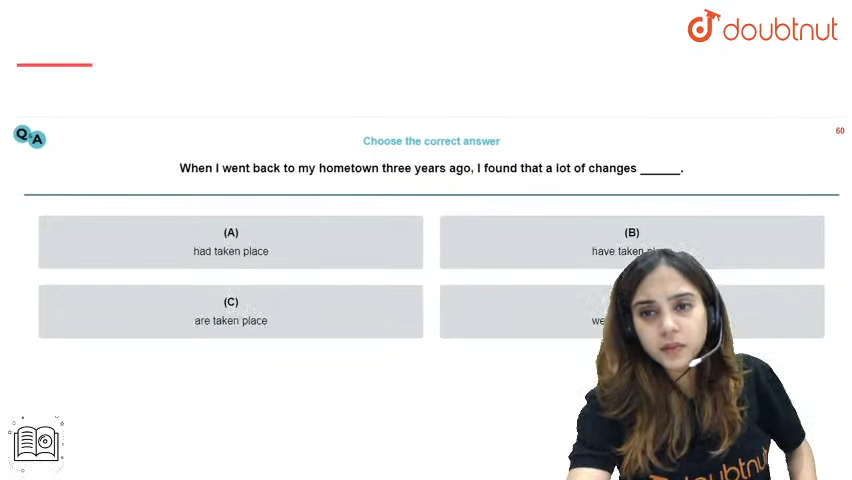 doubtnut
Q & A
Choose the correct answer
60
When I went back to my hometown three years ago, I found that a lot of changes ______.
(A)
had taken place
(B)
have taken
(C)
are taken place
doubtnut